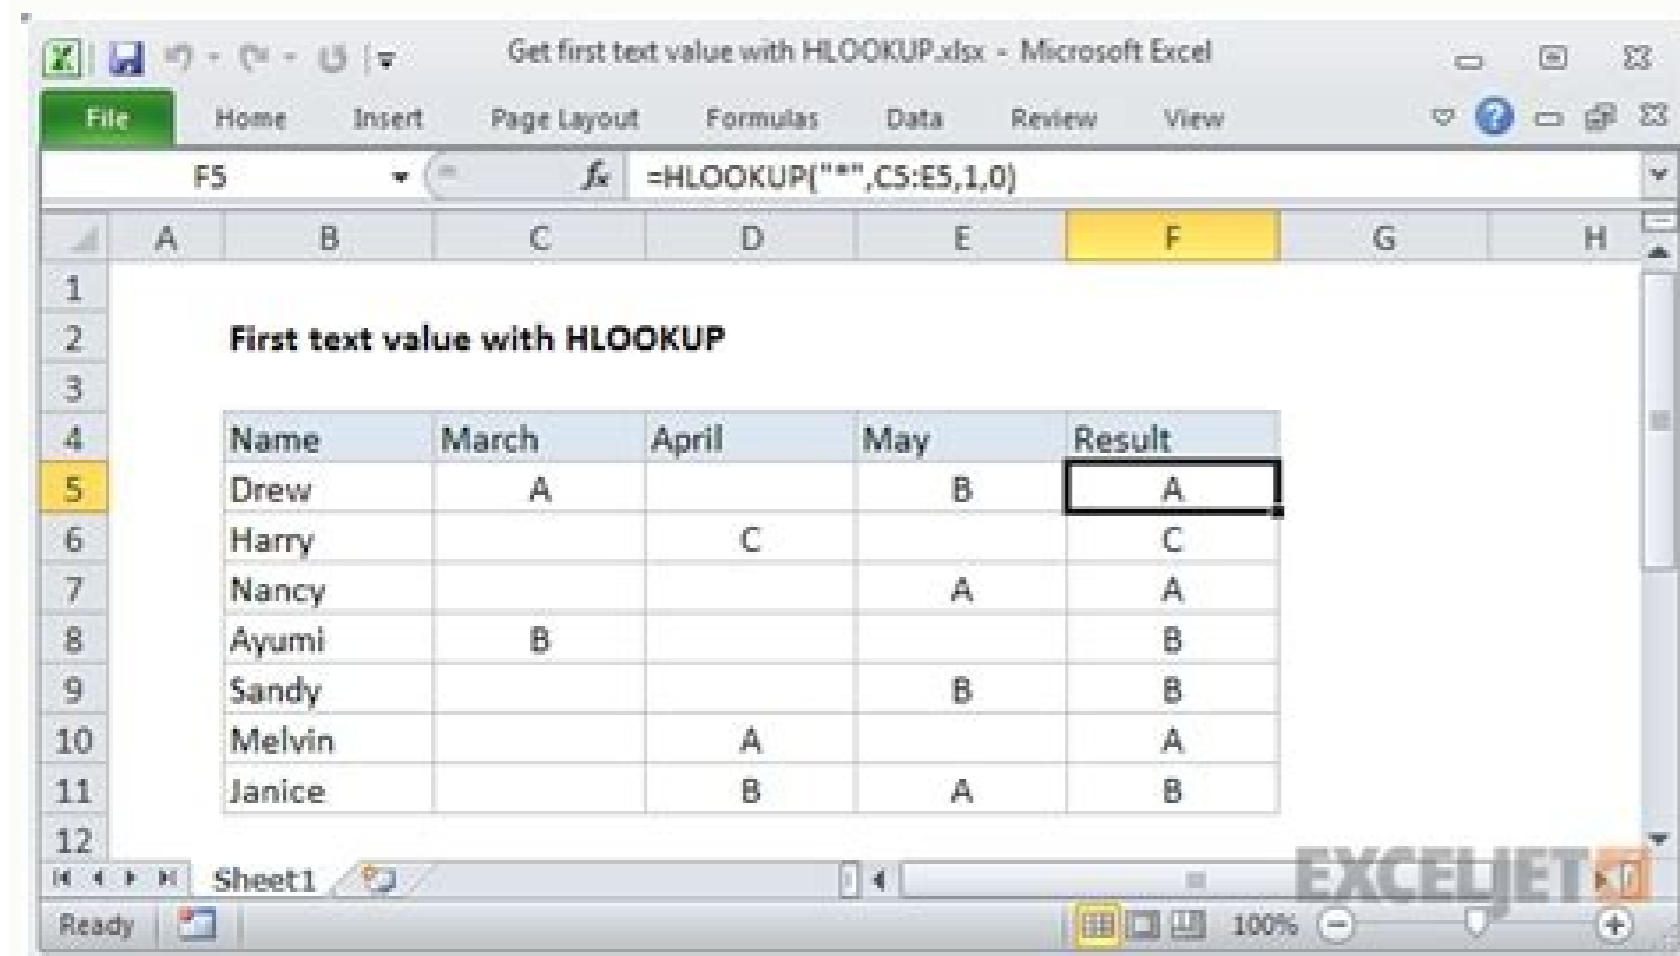 Get first text value with HLOOKUP.xlsx - Microsoft Excel
File Home Insert Page Layout Formulas Data Review View
F5 fx =HLOOKUP("*",C5:E5,1,0)
A B C D E F G H
1
2 First text value with HLOOKUP
3
4 Name March April May Result
5 Drew A B A
6 Harry C C
7 Nancy A A
8 Ayumi B B
9 Sandy B B
10 Melvin A A
11 Janice B A B
12
Sheet1
EXCELJET
Ready 100%